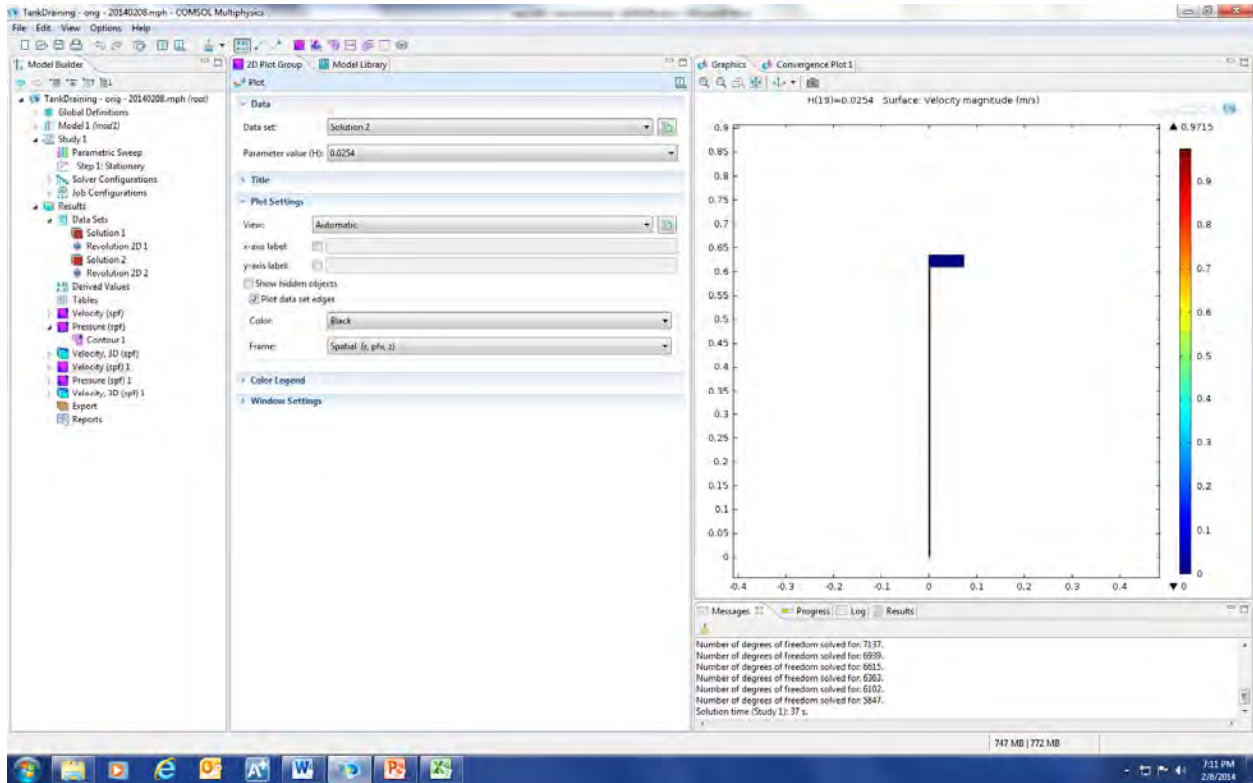 TankDraining - orig - 20140208.mph - COMSOL Multiphysics
File Edit View Options Help
Model Builder
TankDraining - orig - 20140208.mph (root)
Global Definitions
Model 1 (mod1)
Study 1
Parametric Sweep
Step 1: Stationary
Solver Configurations
Job Configurations
Results
Data Sets
Solution 1
Revolution 2D 1
Solution 2
Revolution 2D 2
Derived Values
Tables
Velocity (spf)
Pressure (spf)
Contour 1
Velocity, 3D (spf)
Velocity (spf) 1
Pressure (spf) 1
Velocity, 3D (spf) 1
Export
Reports
2D Plot Group Model Library
Plot
Data
Data set: Solution 2
Parameter value (H): 0.0254
Title
Plot Settings
View: Automatic
x-axis label:
y-axis label:
Show hidden objects
Plot data set edges
Color: Black
Frame: Spatial (r, phi, z)
Color Legend
Window Settings
Graphics Convergence Plot 1
H(19)=0.0254 Surface: Velocity magnitude (m/s)
0.9
0.85
0.8
0.75
0.7
0.65
0.6
0.55
0.5
0.45
0.4
0.35
0.3
0.25
0.2
0.15
0.1
0.05
0
-0.4 -0.3 -0.2 -0.1 0 0.1 0.2 0.3 0.4
▲ 0.9715
0.9
0.8
0.7
0.6
0.5
0.4
0.3
0.2
0.1
0
▼ 0
Messages Progress Log Results
Number of degrees of freedom solved for: 7137.
Number of degrees of freedom solved for: 6939.
Number of degrees of freedom solved for: 6615.
Number of degrees of freedom solved for: 6363.
Number of degrees of freedom solved for: 6102.
Number of degrees of freedom solved for: 5847.
Solution time (Study 1): 37 s.
747 MB | 772 MB
7:11 PM
2/8/2014